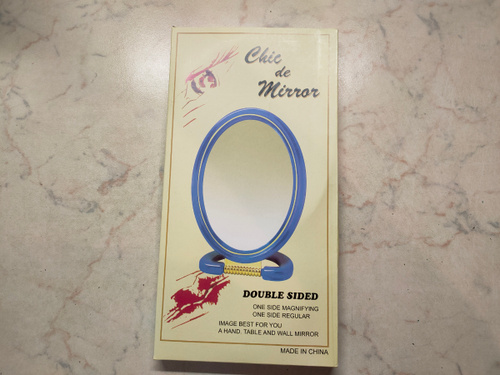 Chic
de
Mirror
DOUBLE SIDED
ONE SIDE MAGNIFYING
ONE SIDE REGULAR
IMAGE BEST FOR YOU
A HAND. TABLE AND WALL MIRROR
MADE IN CHINA